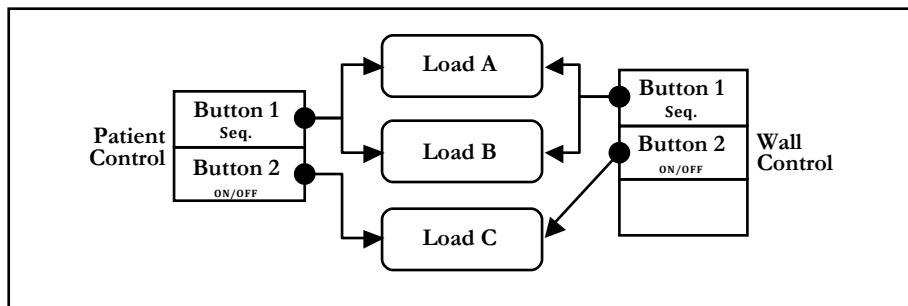 Patient
Control
Button 1
Seq.
Button 2
ON/OFF
Load A
Load B
Load C
Button 1
Seq.
Button 2
ON/OFF
Wall
Control